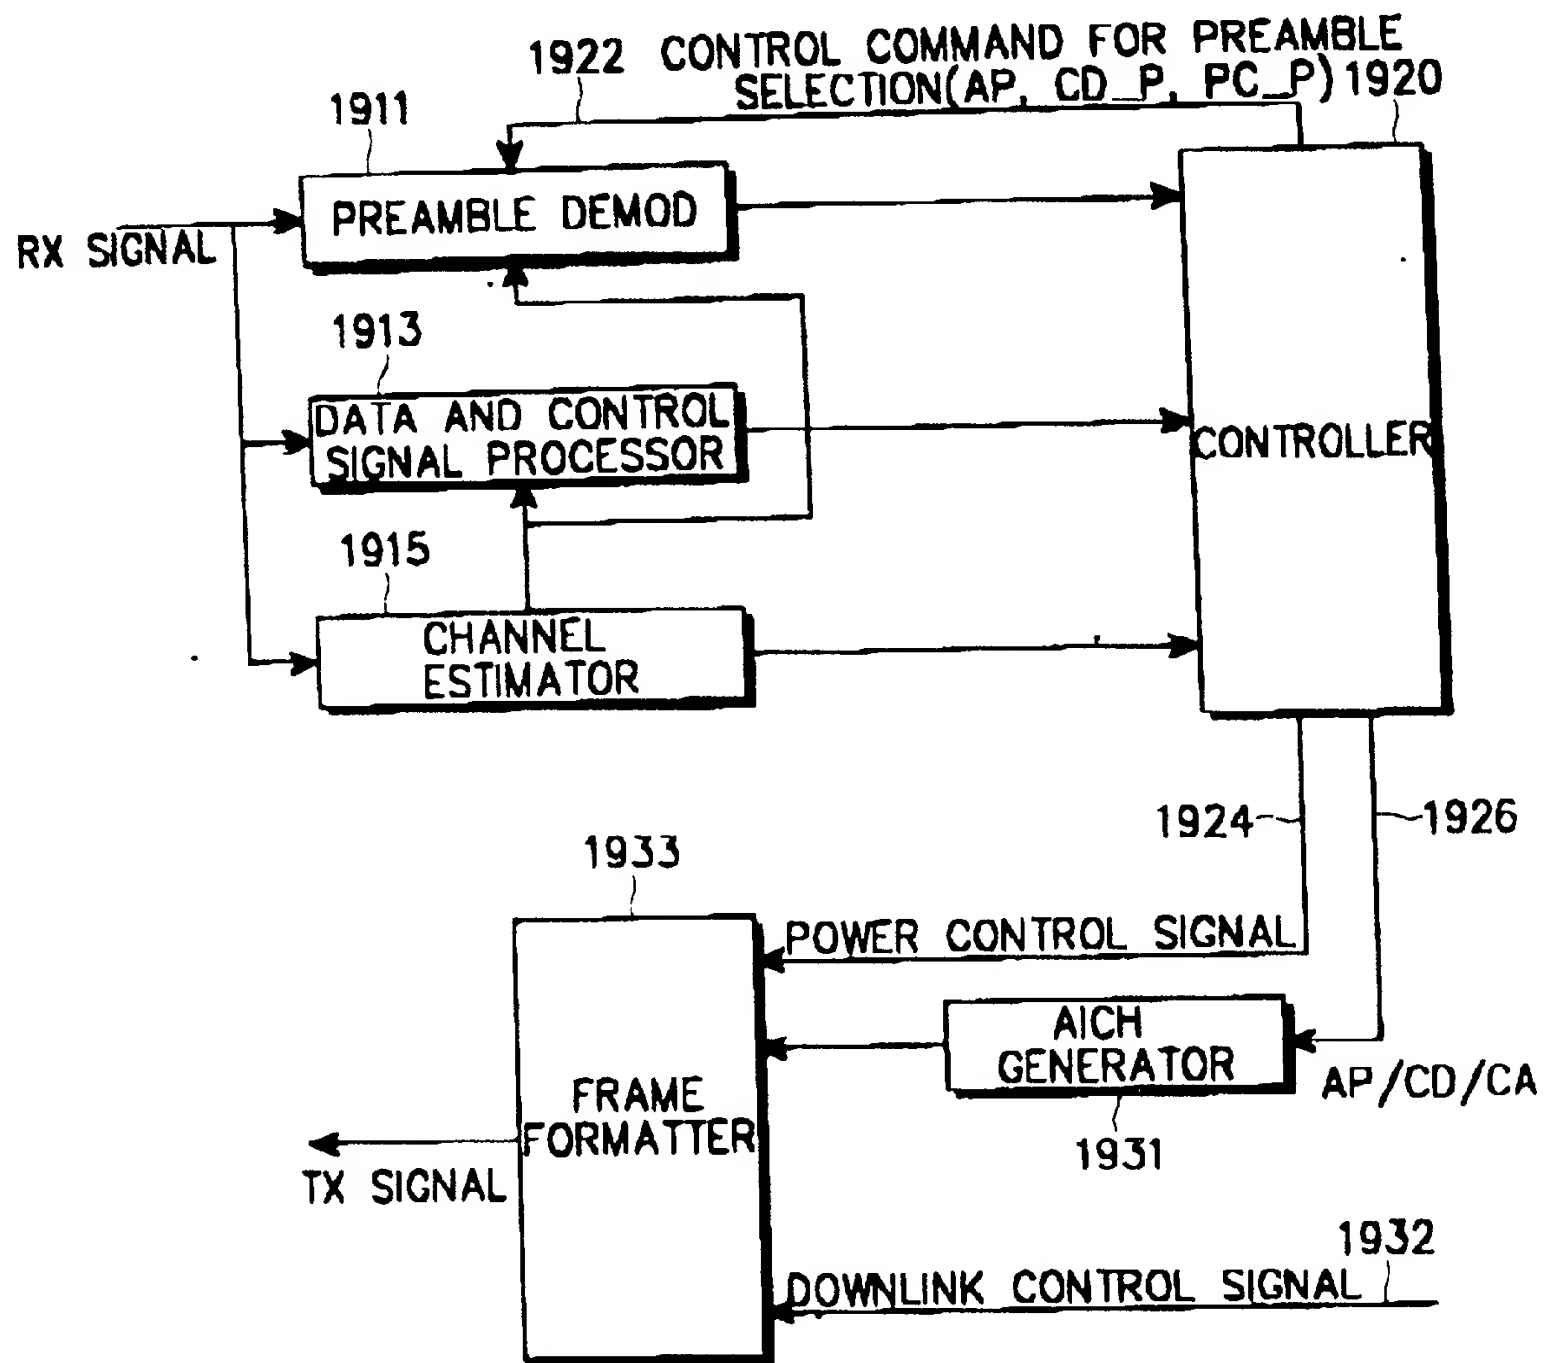 1922 CONTROL COMMAND FOR PREAMBLE
SELECTION(AP, CD_P, PC_P) 1920
1911
PREAMBLE DEMOD
RX SIGNAL
1913
DATA AND CONTROL
SIGNAL PROCESSOR
CONTROLLER
1915
CHANNEL
ESTIMATOR
1924
1926
1933
POWER CONTROL SIGNAL
AICH
GENERATOR
AP/CD/CA
FRAME
FORMATTER
1931
TX SIGNAL
1932
DOWNLINK CONTROL SIGNAL